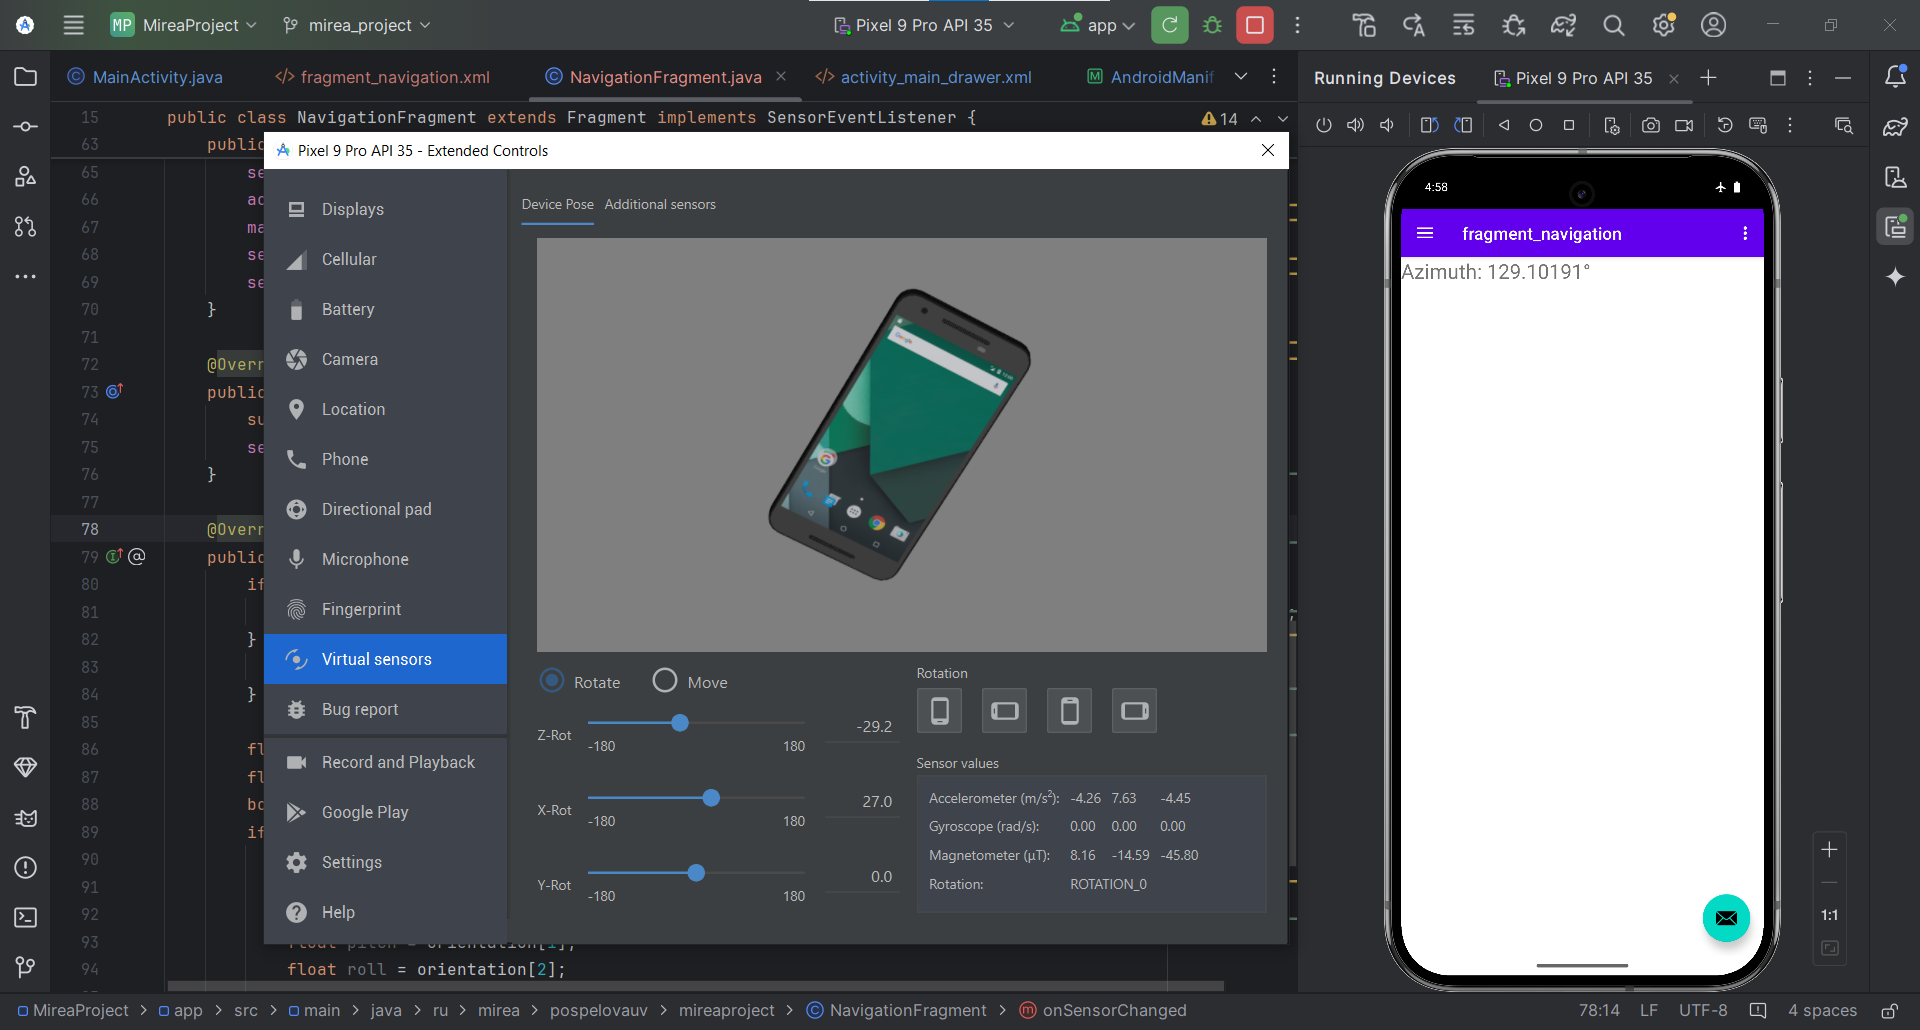 MP MireaProject mirea_project Pixel 9 Pro API 35 app
MainActivity.java fragment_navigation.xml NavigationFragment.java activity_main_drawer.xml AndroidManif
Running Devices Pixel 9 Pro API 35
15 public class NavigationFragment extends Fragment implements SensorEventListener { 14
63 public
Pixel 9 Pro API 35 - Extended Controls
65 se
66 ac
67 ma
68 se
69 se
70 }
71
72 @Overr
73 public
74 su
75 se
76 }
77
78 @Overr
79 public
80 if
81
82 }
83
84 }
85
86 fl
87 fl
88 bo
89 if
90
91
92
93 float pitch = orientation[1];
94 float roll = orientation[2];
Displays
Cellular
Battery
Camera
Location
Phone
Directional pad
Microphone
Fingerprint
Virtual sensors
Bug report
Record and Playback
Google Play
Settings
Help
Device Pose Additional sensors
Google
Rotate Move
Z-Rot -29.2
-180 180
X-Rot 27.0
-180 180
Y-Rot 0.0
-180 180
Rotation
Sensor values
Accelerometer (m/s²): -4.26 7.63 -4.45
Gyroscope (rad/s): 0.00 0.00 0.00
Magnetometer (μT): 8.16 -14.59 -45.80
Rotation: ROTATION_0
4:58
fragment_navigation
Azimuth: 129.10191°
1:1
MireaProject > app > src > main > java > ru > mirea > pospelovauv > mireaproject > NavigationFragment > onSensorChanged 78:14 LF UTF-8 4 spaces